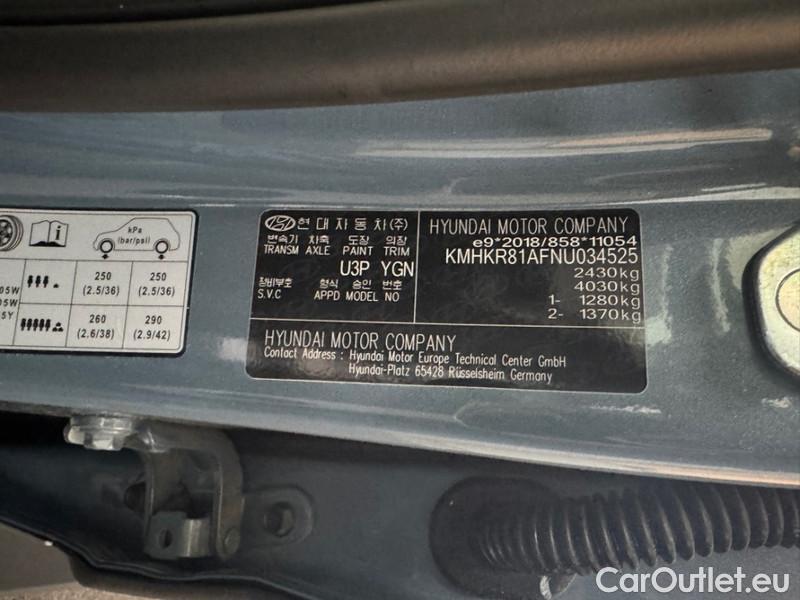 kPa
(bar/psi)
05W 250 250
(2.5/36) (2.5/36)
05W
5Y 260 290
(2.6/38) (2.9/42)
현대자동차(주)
변속기 차축 도장 의장
TRANSM AXLE PAINT TRIM
U3P YGN
장비부호 형식 승인 번호
S.V.C APPD MODEL NO
HYUNDAI MOTOR COMPANY
e9*2018/858*11054
KMHKR81AFNU034525
2430kg
4030kg
1- 1280kg
2- 1370kg
HYUNDAI MOTOR COMPANY
Contact Address : Hyundai Motor Europe Technical Center GmbH
Hyundai-Platz 65428 Rüsselsheim Germany
CarOutlet.eu